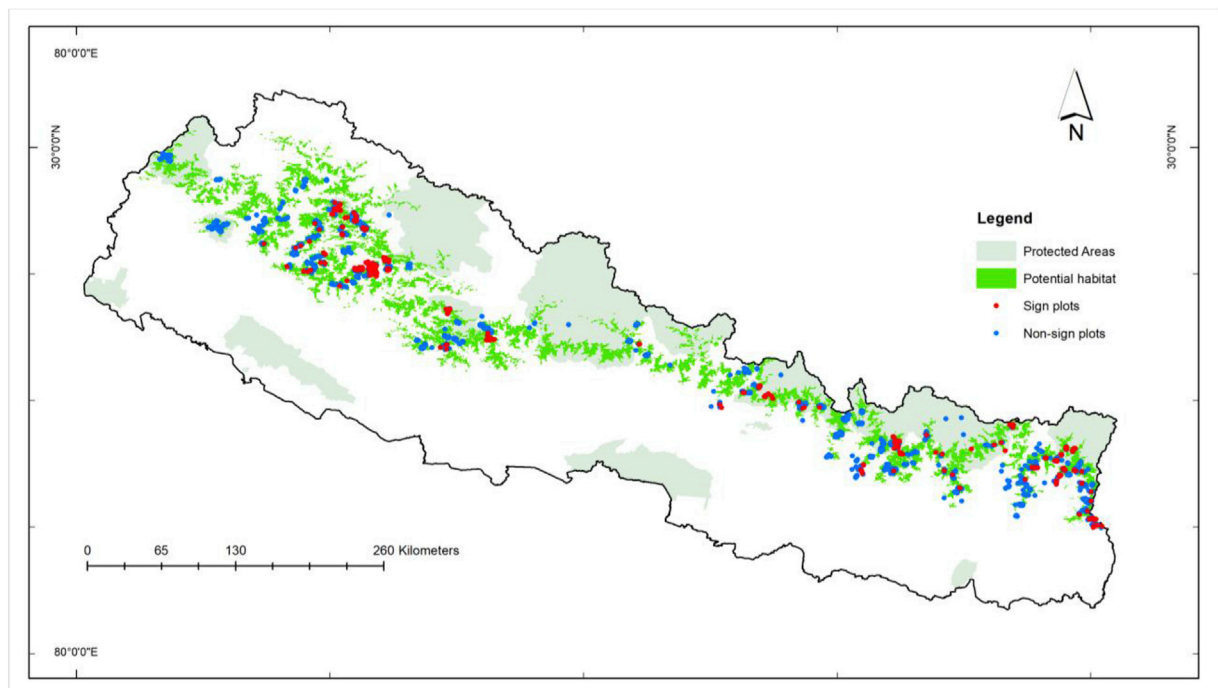 80°0'0"E
30°0'0"N
30°0'0"N
N
Legend
Protected Areas
Potential habitat
Sign plots
Non-sign plots
0 65 130 260 Kilometers
80°0'0"E